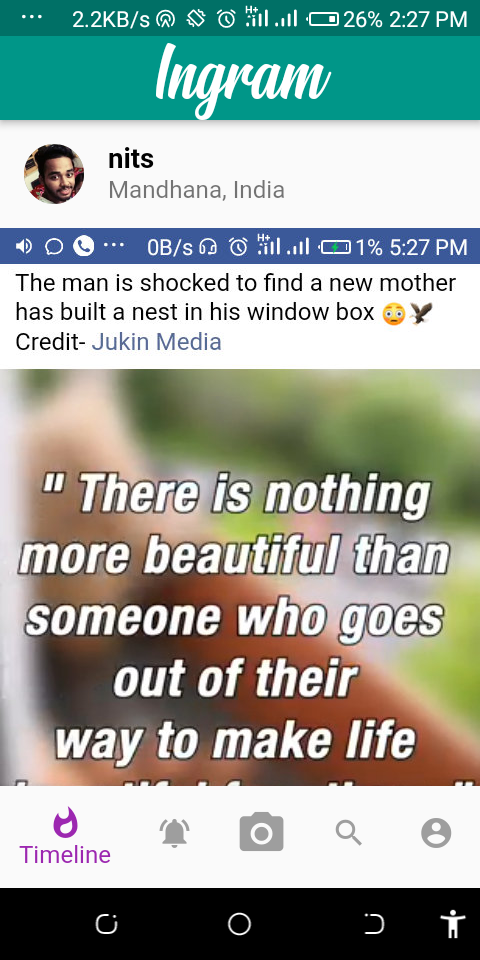 2.2KB/s H+ 26% 2:27 PM
Ingram
nits
Mandhana, India
0B/s H+ 1% 5:27 PM
The man is shocked to find a new mother
has built a nest in his window box 😳🦅
Credit- Jukin Media
" There is nothing
more beautiful than
someone who goes
out of their
way to make life
Timeline